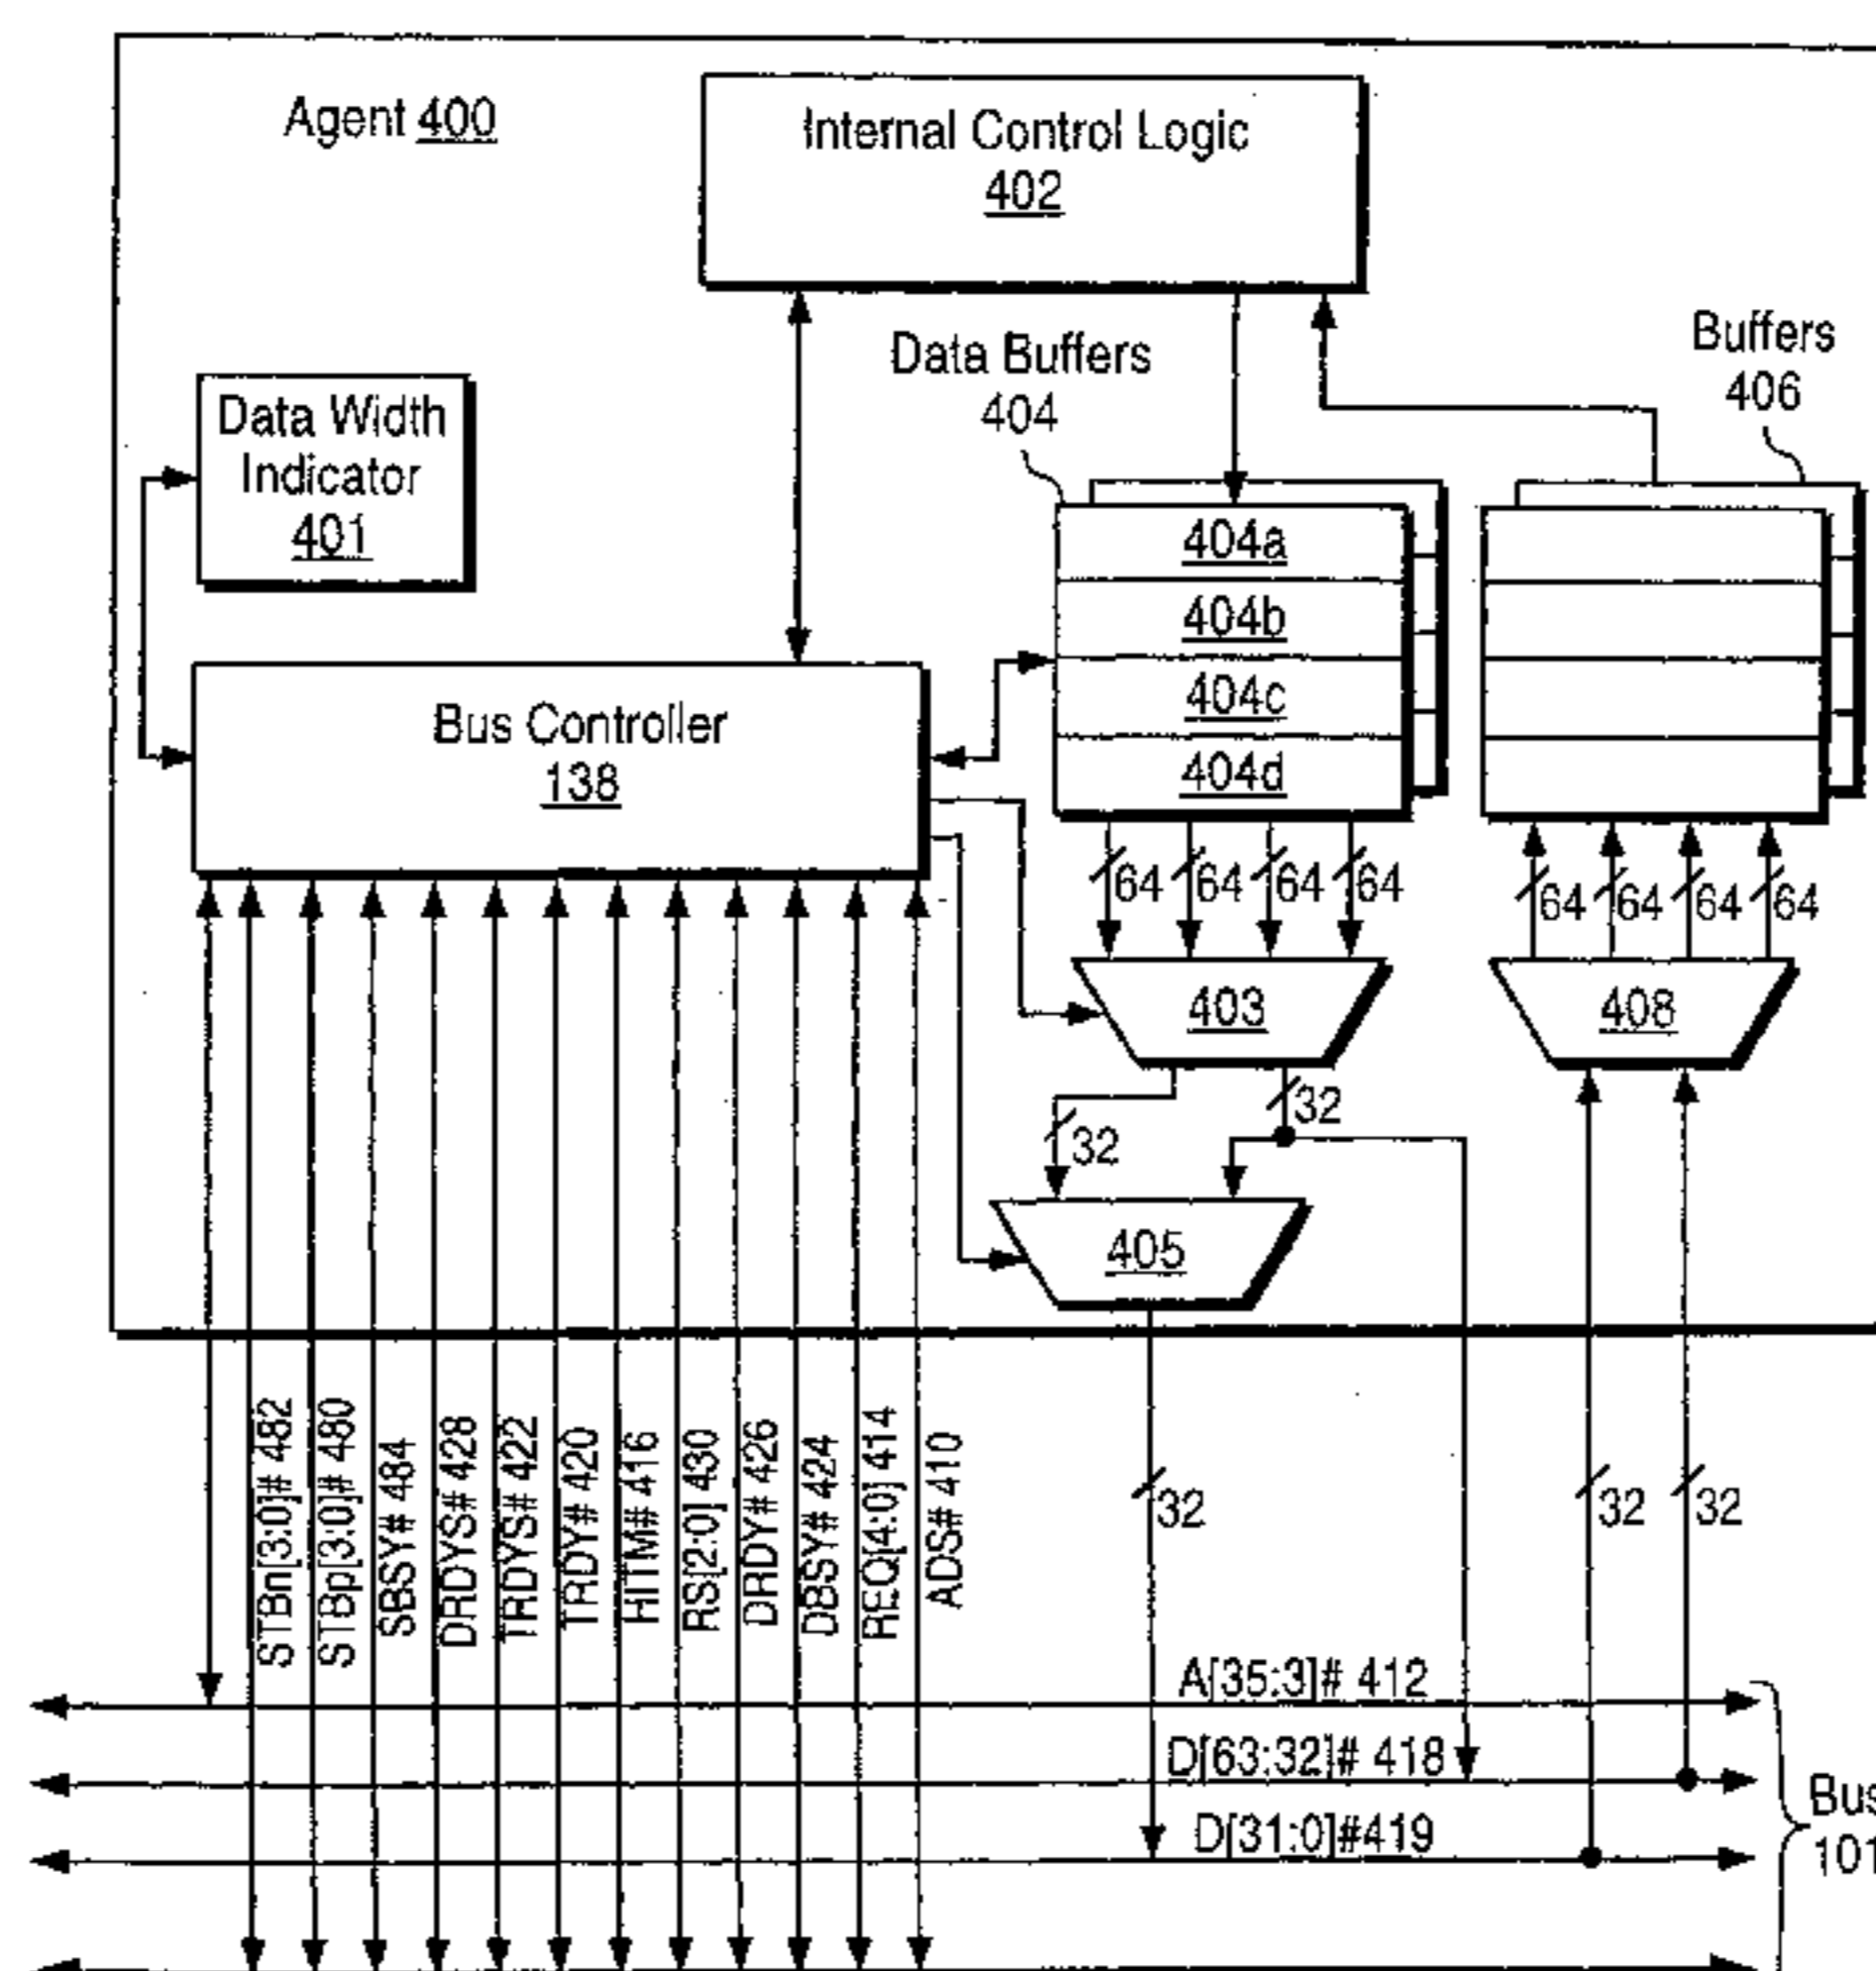 Agent 400
Internal Control Logic
402
Data Buffers
404
Buffers
406
Data Width
Indicator
401
404a
404b
404c
404d
Bus Controller
138
64 64 64 64
64 64 64 64
403
408
32
32
405
STBn[3:0]# 482
STBp[3:0]# 480
SBSY# 484
DRDYS# 428
TRDYS# 422
TRDY# 420
HITM# 416
RS[2:0] 430
DRDY# 426
DBSY# 424
REQ[4:0] 414
ADS# 410
32
32
32
A[35:3]# 412
D[63:32]# 418
D[31:0]#419
Bus
101